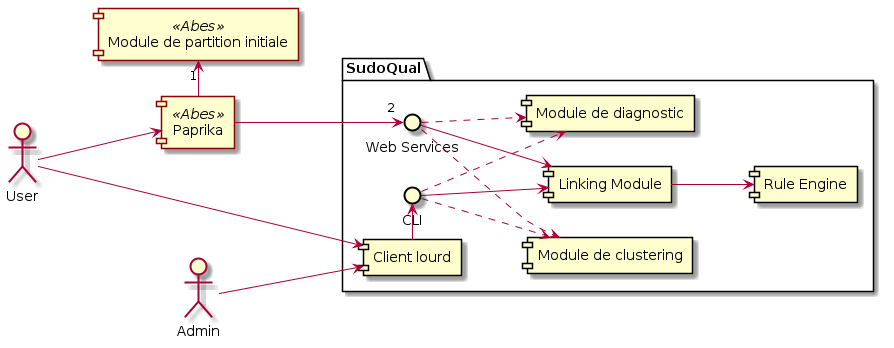 «Abes»
Module de partition initiale
1
«Abes»
Paprika
User
Admin
SudoQual
2
Web Services
Module de diagnostic
Linking Module
Rule Engine
CLI
Client lourd
Module de clustering